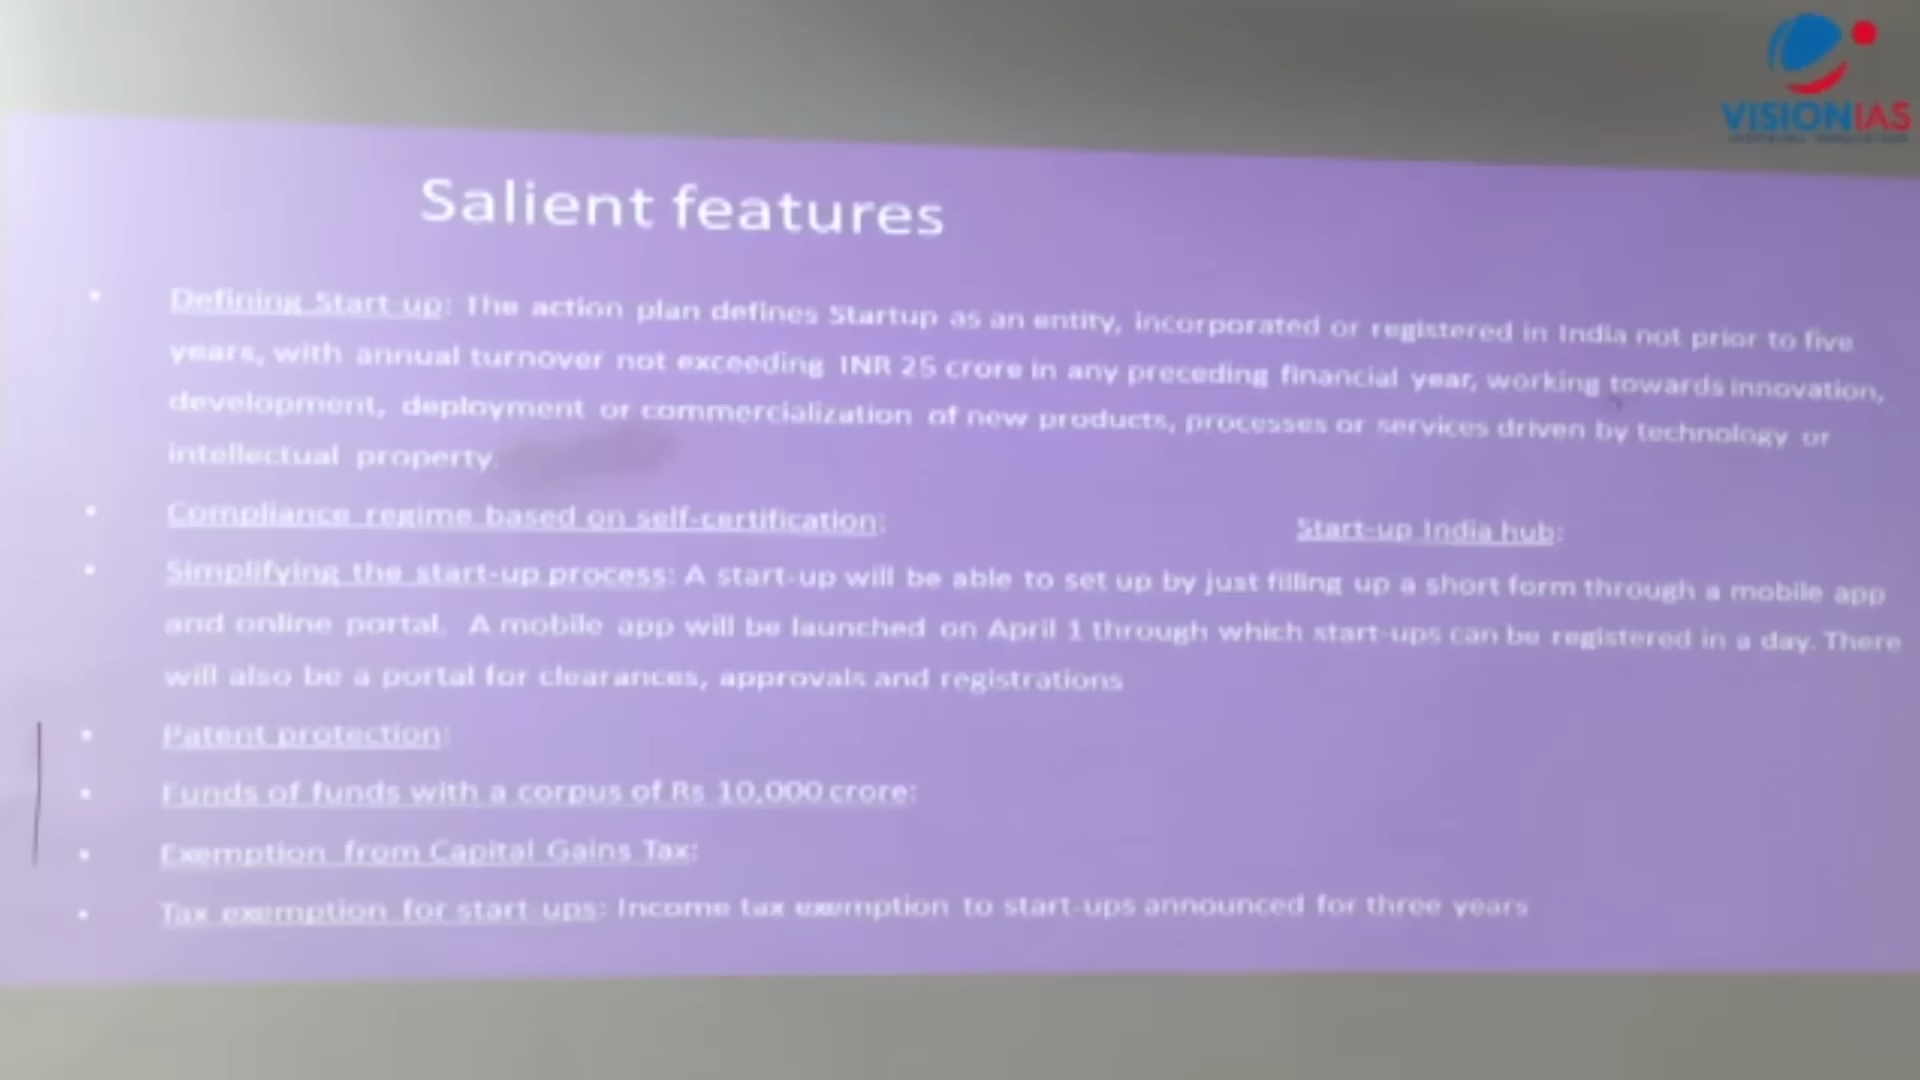 VISIONIAS
Salient features
• Defining Start-up: The action plan defines Startup as an entity, incorporated or registered in India not prior to five
years, with annual turnover not exceeding INR 25 crore in any preceding financial year, working towards innovation,
development, deployment or commercialization of new products, processes or services driven by technology or
intellectual property.
• Compliance regime based on self-certification: Start-up India hub:
• Simplifying the start-up process: A start-up will be able to set up by just filling up a short form through a mobile app
and online portal. A mobile app will be launched on April 1 through which start-ups can be registered in a day. There
will also be a portal for clearances, approvals and registrations
• Patent protection:
• Funds of funds with a corpus of Rs 10,000 crore:
• Exemption from Capital Gains Tax:
• Tax exemption for start-ups: Income tax exemption to start-ups announced for three years